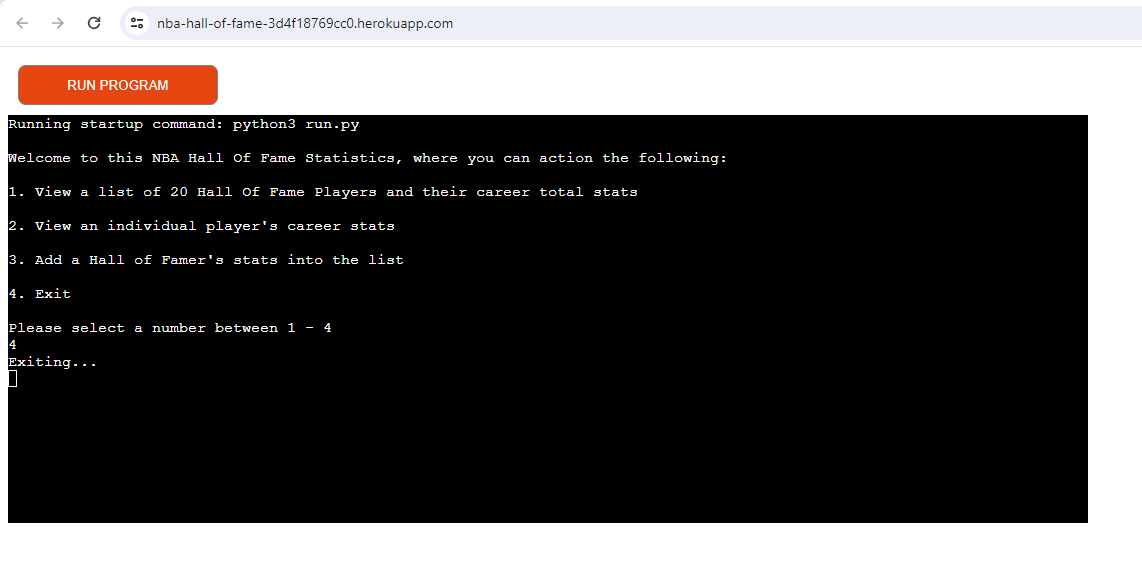 nba-hall-of-fame-3d4f18769cc0.herokuapp.com
RUN PROGRAM
Running startup command: python3 run.py
Welcome to this NBA Hall Of Fame Statistics, where you can action the following:
1. View a list of 20 Hall Of Fame Players and their career total stats
2. View an individual player's career stats
3. Add a Hall of Famer's stats into the list
4. Exit
Please select a number between 1 - 4
4
Exiting...